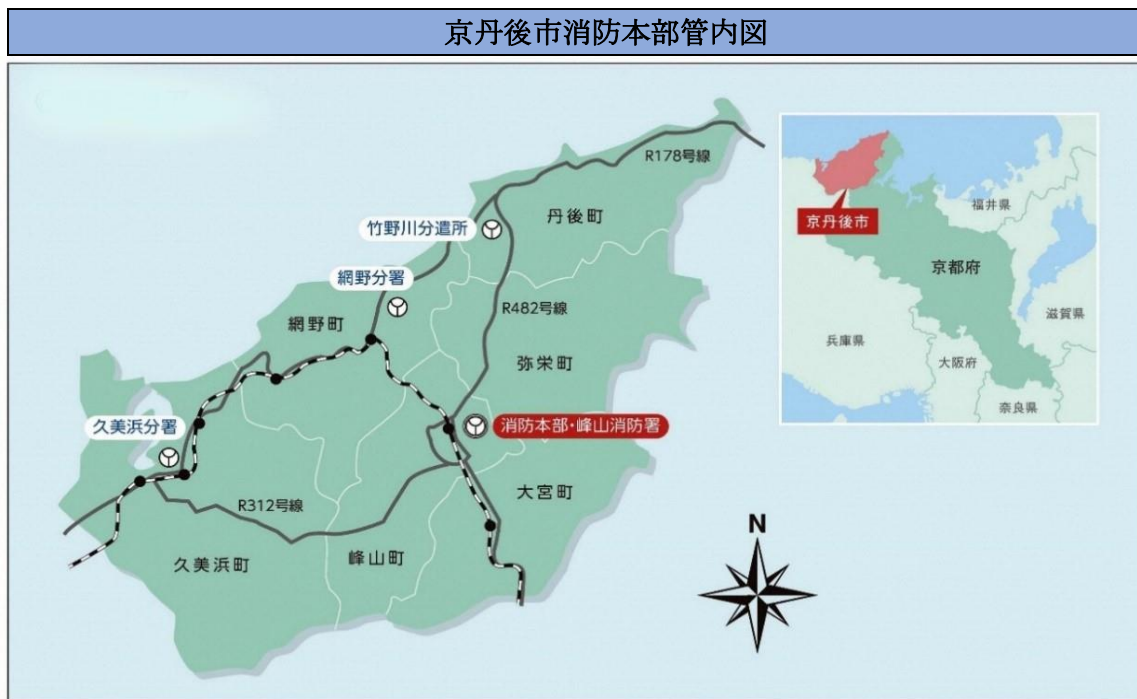 京丹後市消防本部管内図
R178号線
丹後町
竹野川分遣所
網野分署
R482号線
網野町
弥栄町
久美浜分署
消防本部・峰山消防署
大宮町
R312号線
峰山町
久美浜町
N
福井県
京丹後市
京都府
滋賀県
兵庫県
大阪府
奈良県